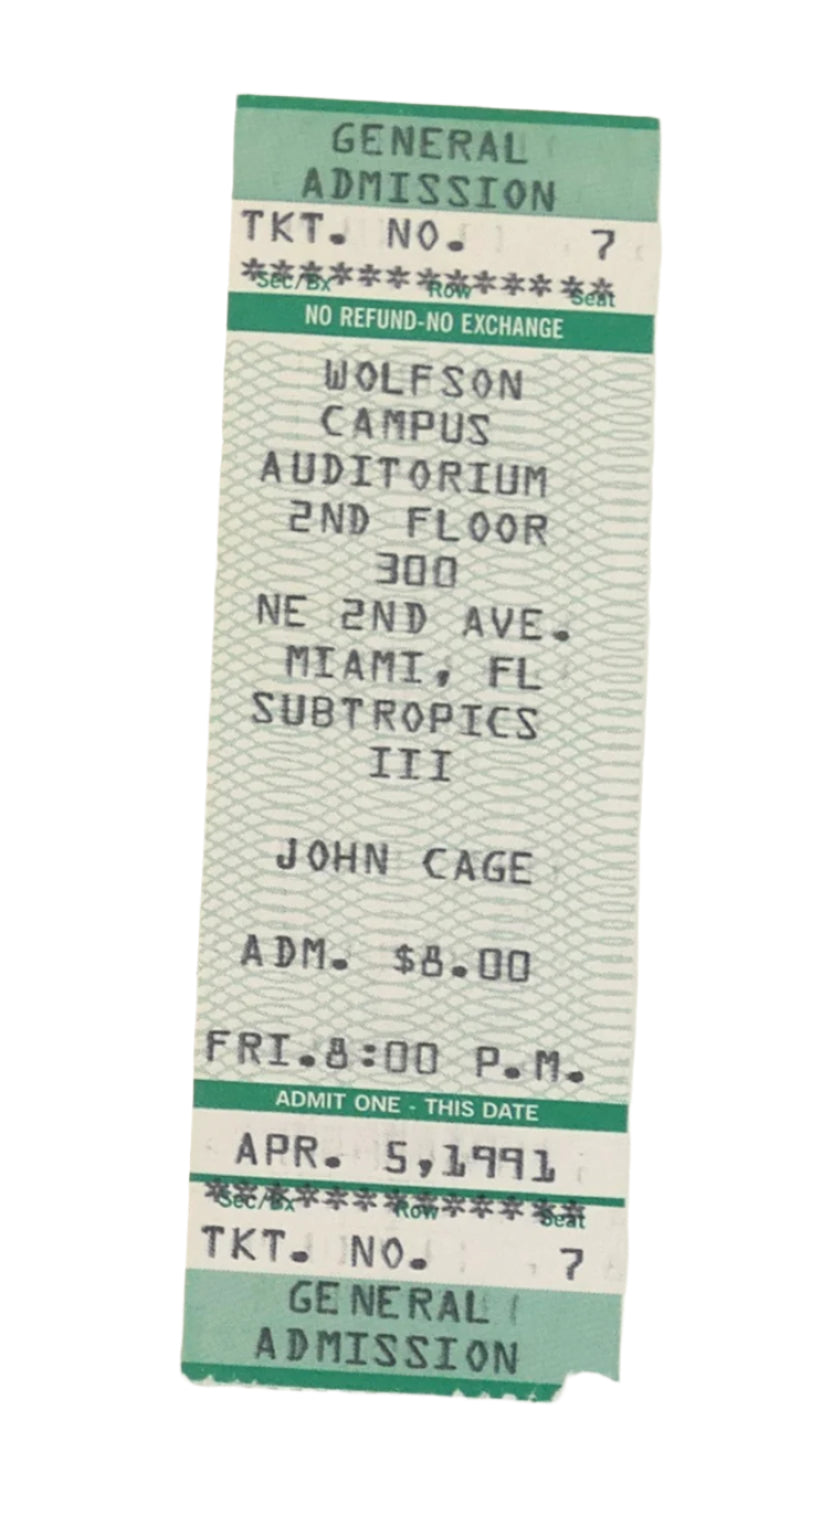 GENERAL
ADMISSION
TKT. NO. 7
***************
Sec/Bx Row Seat
NO REFUND-NO EXCHANGE
WOLFSON
CAMPUS
AUDITORIUM
2ND FLOOR
300
NE 2ND AVE.
MIAMI, FL
SUBTROPICS
III
JOHN CAGE
ADM. $8.00
FRI.8:00 P.M.
ADMIT ONE - THIS DATE
APR. 5,1991
***************
Sec/Bx Row Seat
TKT. NO. 7
GENERAL
ADMISSION